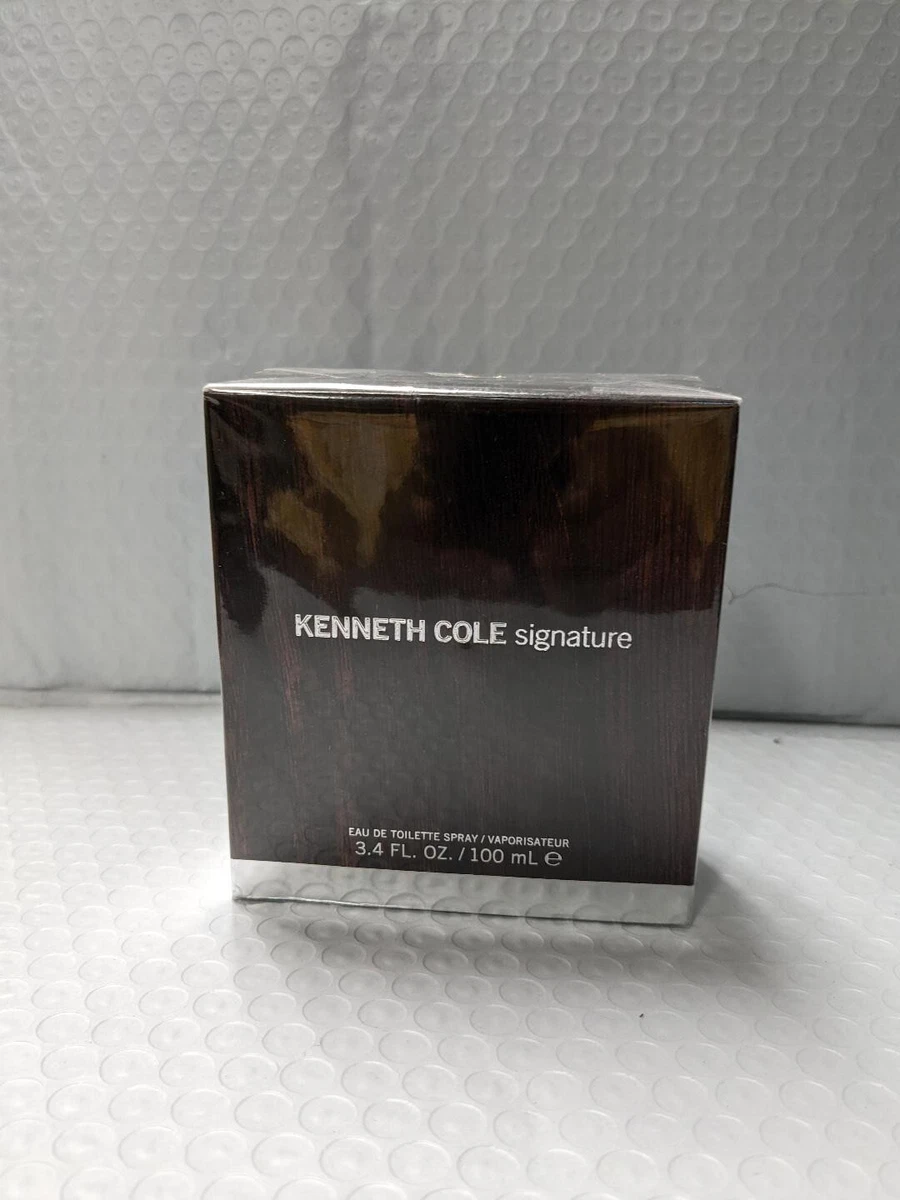 KENNETH COLE signature
EAU DE TOILETTE SPRAY / VAPORISATEUR
3.4 FL. OZ. / 100 mL ℮